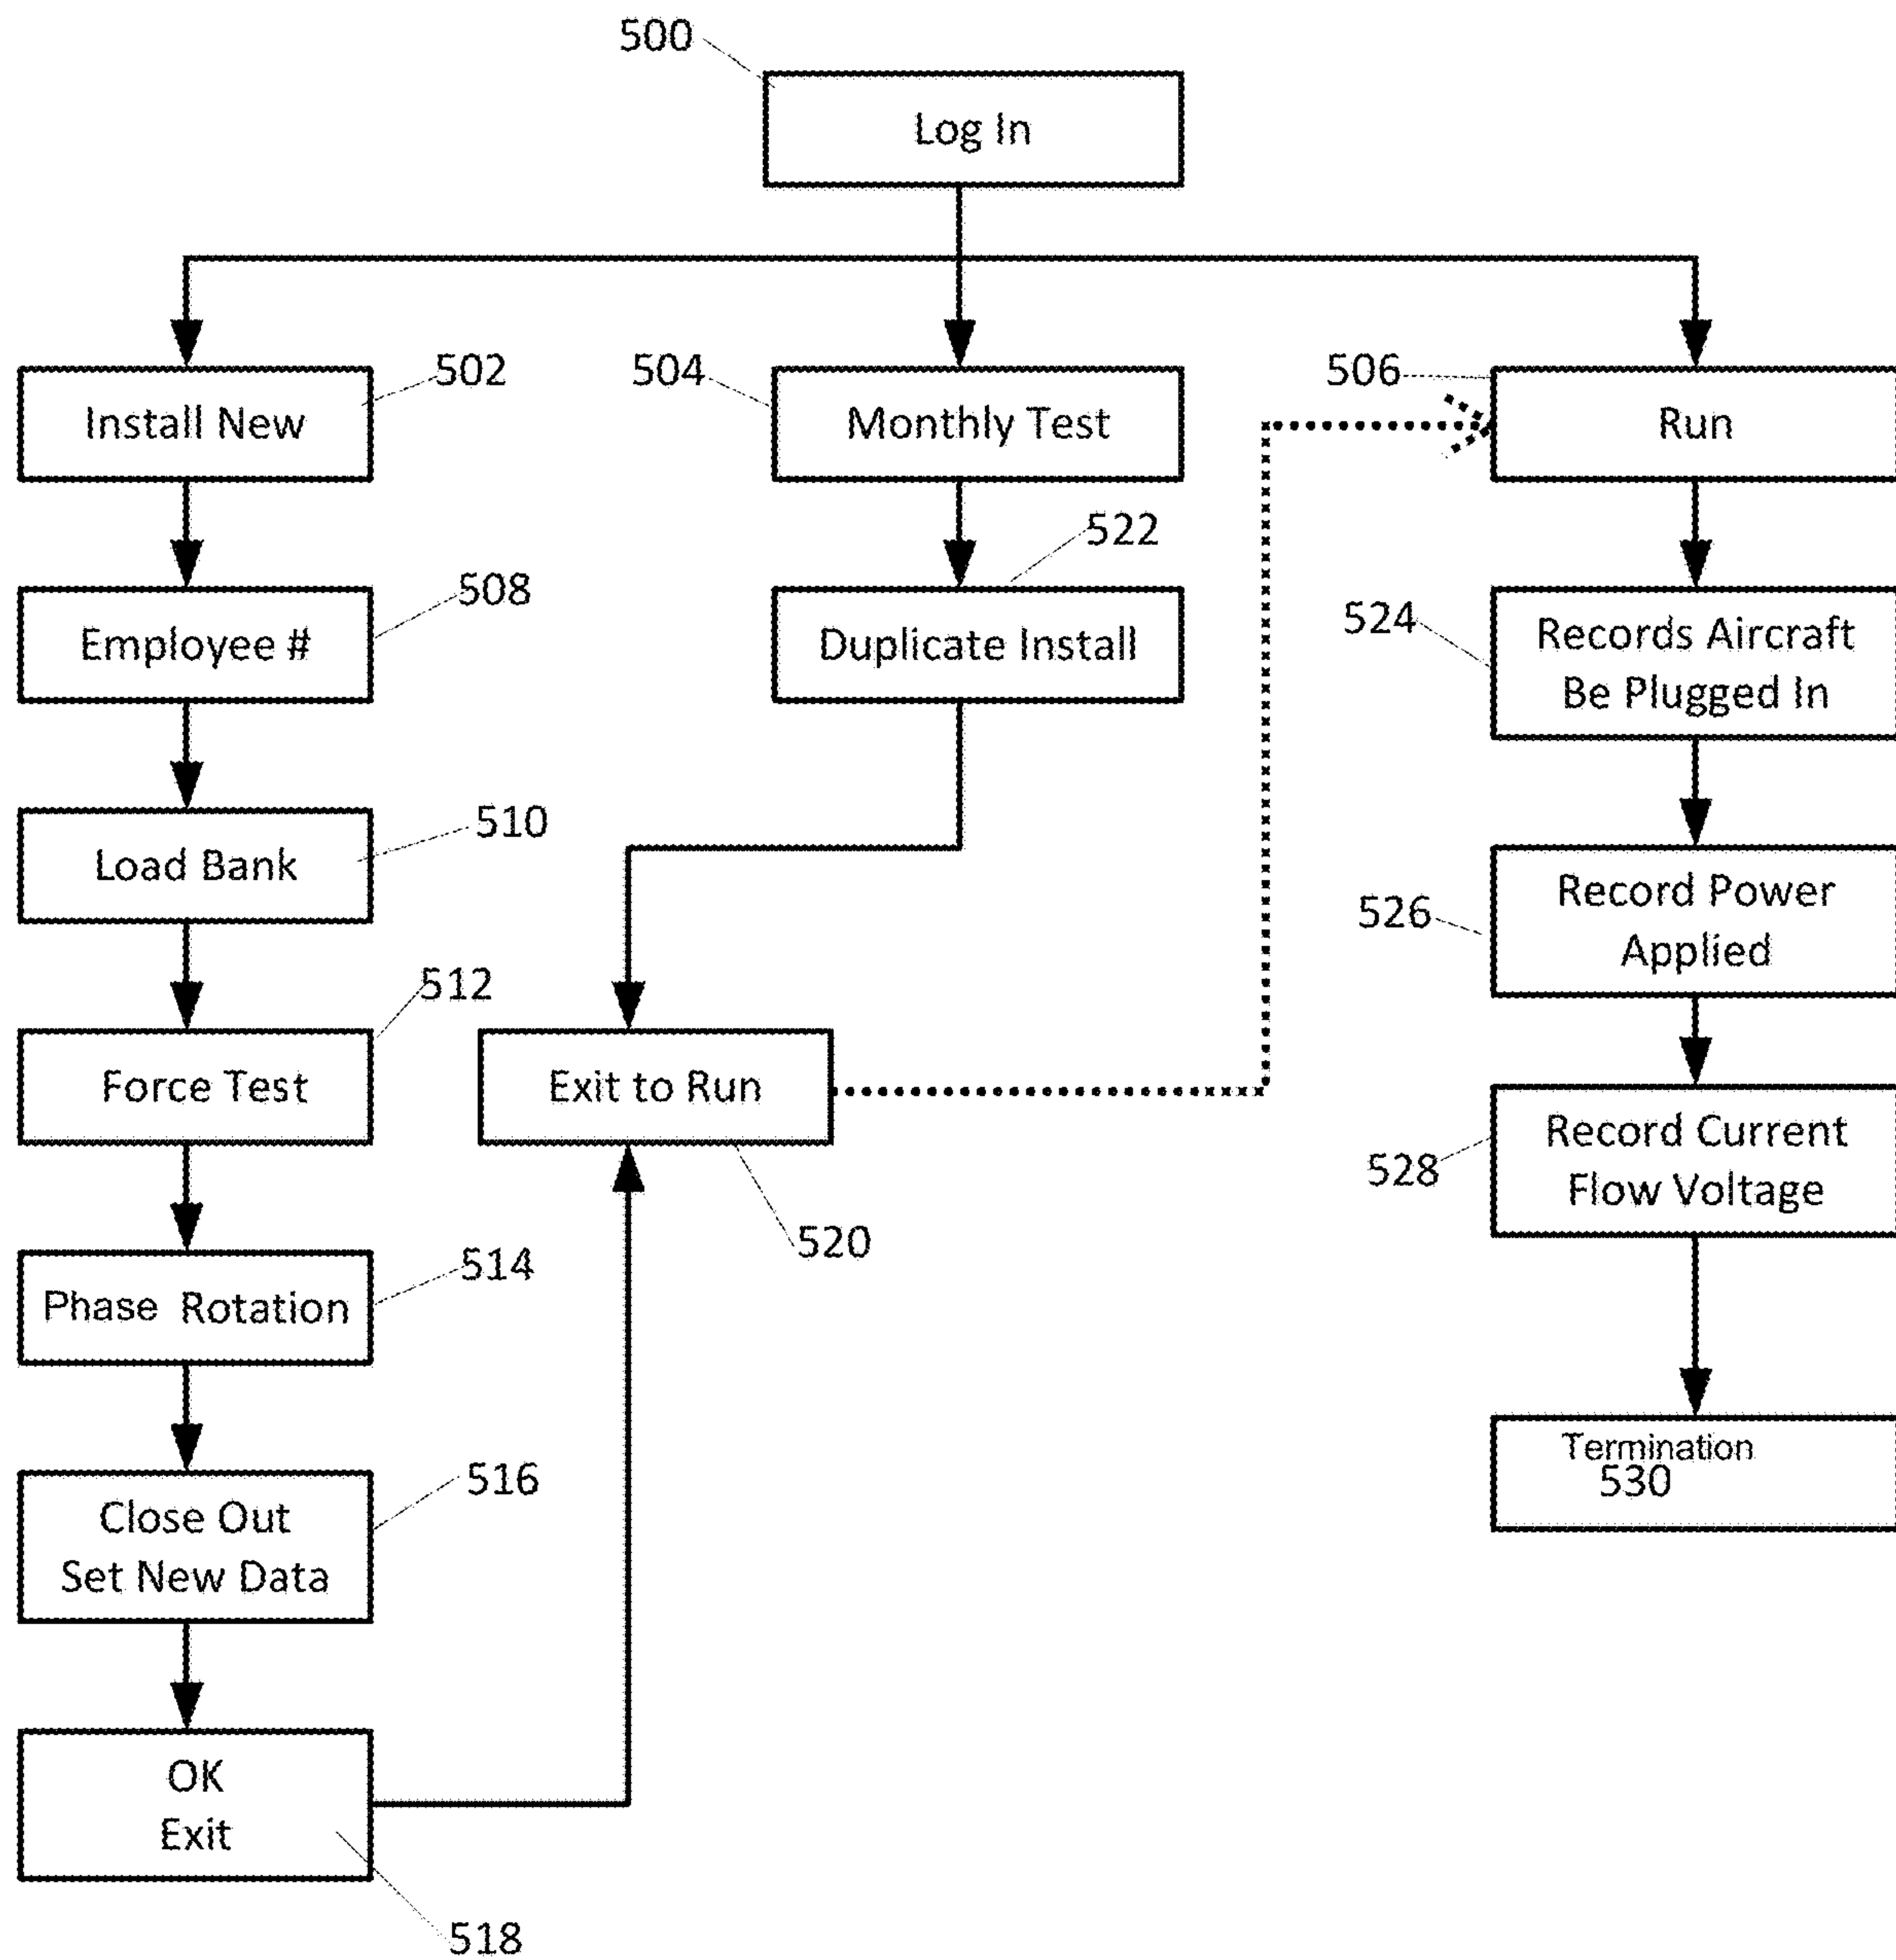 500
Log In
502
504
506
Install New
Monthly Test
Run
522
508
524
Employee #
Duplicate Install
Records Aircraft
Be Plugged In
510
Load Bank
526
Record Power
Applied
512
Force Test
Exit to Run
528
Record Current
Flow Voltage
520
514
Phase Rotation
516
Close Out
Set New Data
Termination
530
OK
Exit
518